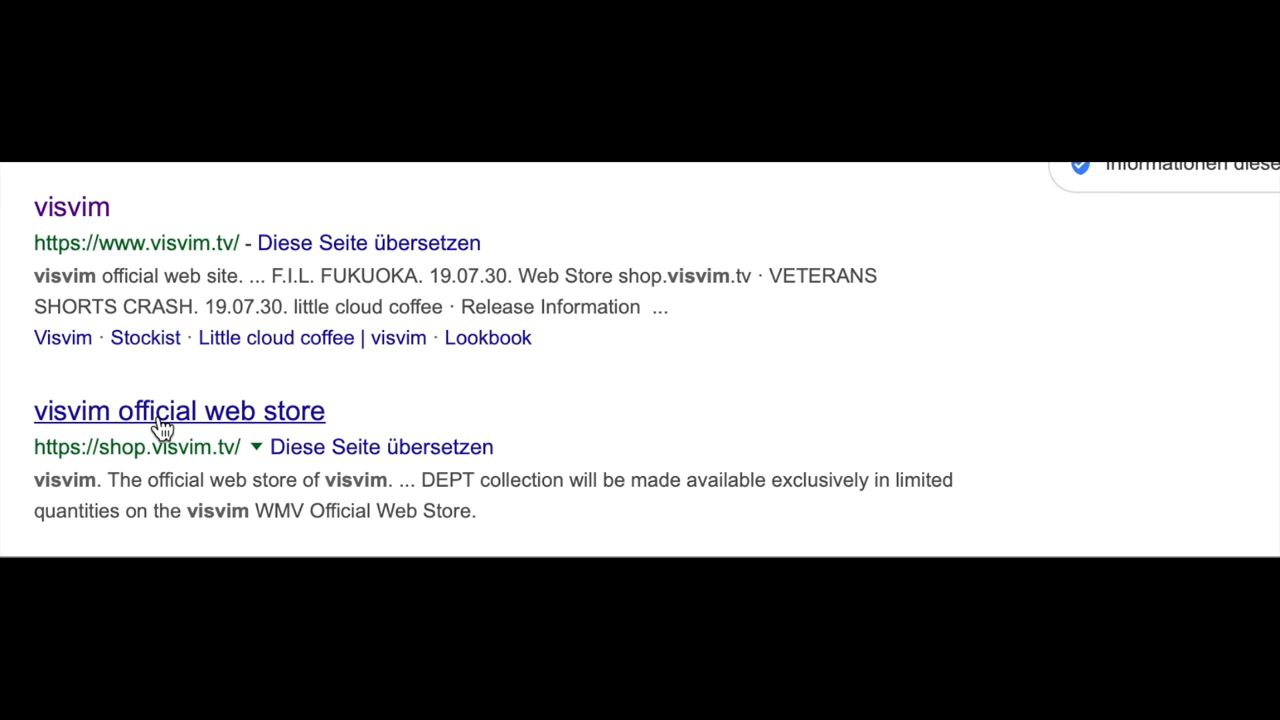 Informationen diese
visvim
https://www.visvim.tv/ - Diese Seite übersetzen
visvim official web site. ... F.I.L. FUKUOKA. 19.07.30. Web Store shop.visvim.tv · VETERANS
SHORTS CRASH. 19.07.30. little cloud coffee · Release Information ...
Visvim · Stockist · Little cloud coffee | visvim · Lookbook
visvim official web store
https://shop.visvim.tv/ ▼ Diese Seite übersetzen
visvim. The official web store of visvim. ... DEPT collection will be made available exclusively in limited
quantities on the visvim WMV Official Web Store.